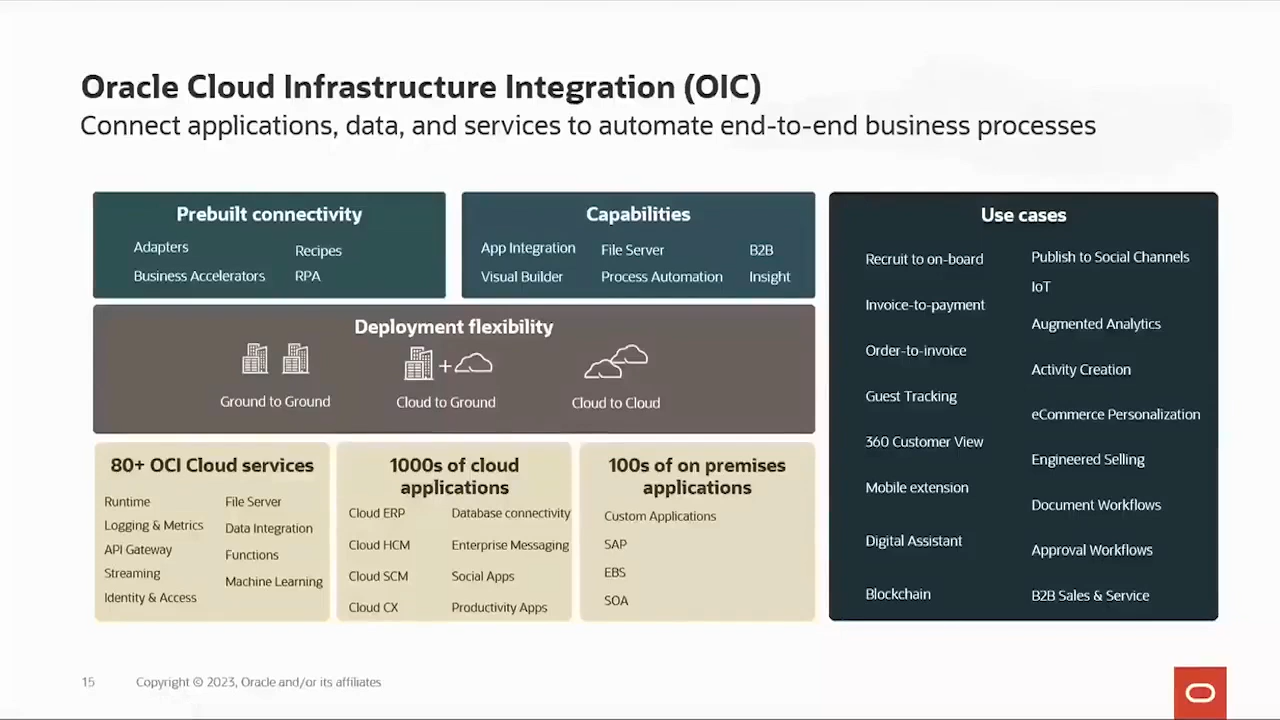 Oracle Cloud Infrastructure Integration (OIC)
Connect applications, data, and services to automate end-to-end business processes
Prebuilt connectivity
Adapters
Recipes
Business Accelerators
RPA
Capabilities
App Integration
File Server
B2B
Visual Builder
Process Automation
Insight
Deployment flexibility
+
Ground to Ground
Cloud to Ground
Cloud to Cloud
80+ OCI Cloud services
Runtime
Logging & Metrics
API Gateway
Streaming
Identity & Access
File Server
Data Integration
Functions
Machine Learning
1000s of cloud
applications
Cloud ERP
Cloud HCM
Cloud SCM
Cloud CX
Database connectivity
Enterprise Messaging
Social Apps
Productivity Apps
100s of on premises
applications
Custom Applications
SAP
EBS
SOA
Use cases
Recruit to on-board
Invoice-to-payment
Order-to-invoice
Guest Tracking
360 Customer View
Mobile extension
Digital Assistant
Blockchain
Publish to Social Channels
IoT
Augmented Analytics
Activity Creation
eCommerce Personalization
Engineered Selling
Document Workflows
Approval Workflows
B2B Sales & Service
15
Copyright © 2023, Oracle and/or its affiliates